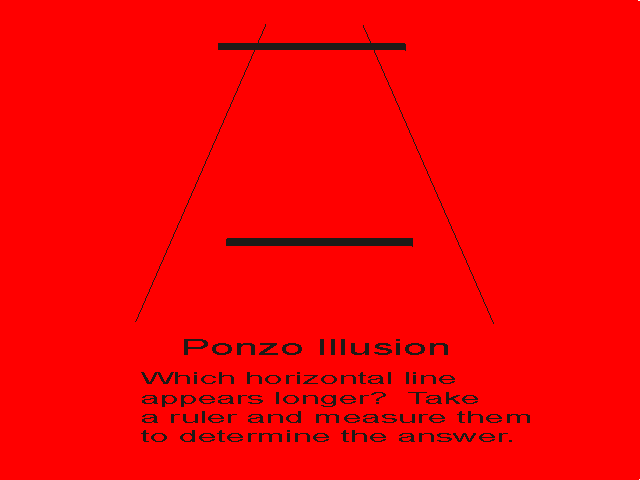 Ponzo Illusion
Which horizontal line
appears longer?  Take
a ruler and measure them
to determine the answer.